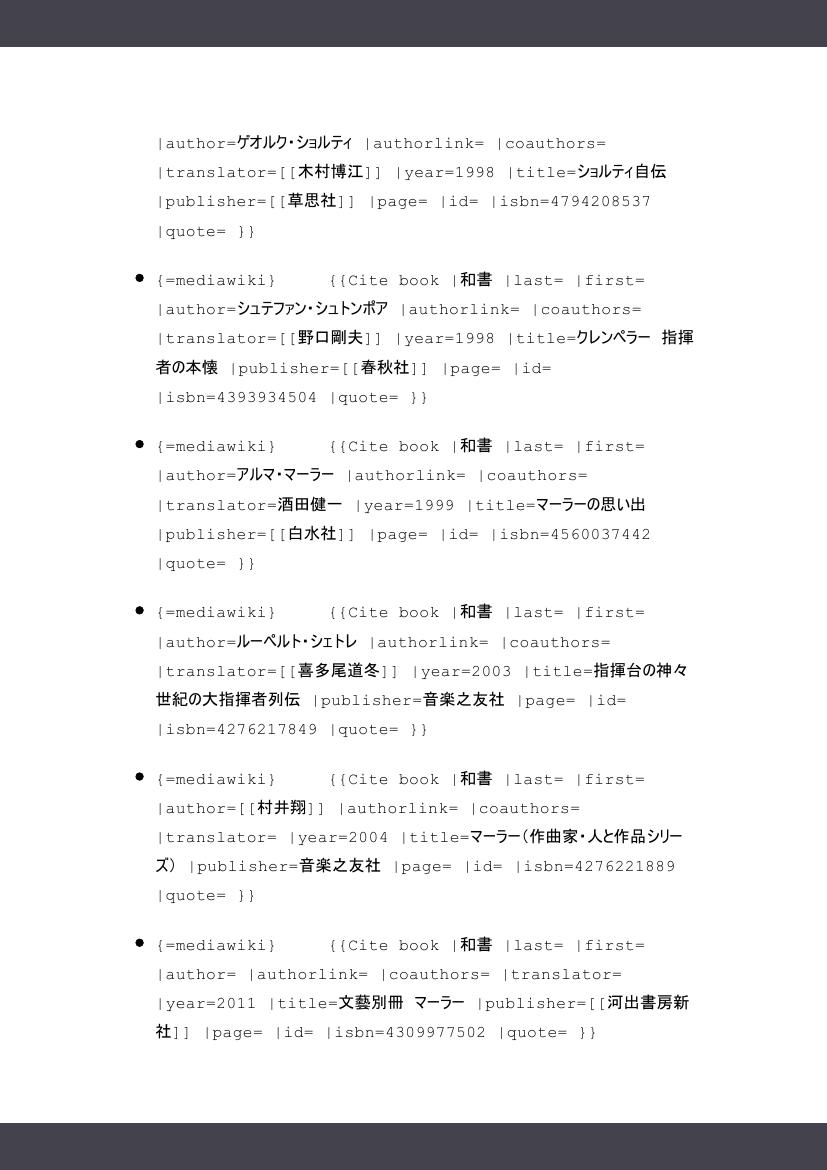 |author=ゲオルク・ショルティ |authorlink= |coauthors=
|translator=[[木村博江]] |year=1998 |title=ショルティ自伝
|publisher=[[草思社]] |page= |id= |isbn=4794208537
|quote= }}
● {=mediawiki} {{Cite book |和書 |last= |first=
|author=シュテファン・シュトンポア |authorlink= |coauthors=
|translator=[[野口剛夫]] |year=1998 |title=クレンペラー 指揮
者の本懐 |publisher=[[春秋社]] |page= |id=
|isbn=4393934504 |quote= }}
● {=mediawiki} {{Cite book |和書 |last= |first=
|author=アルマ・マーラー |authorlink= |coauthors=
|translator=酒田健一 |year=1999 |title=マーラーの思い出
|publisher=[[白水社]] |page= |id= |isbn=4560037442
|quote= }}
● {=mediawiki} {{Cite book |和書 |last= |first=
|author=ルーペルト・シェトレ |authorlink= |coauthors=
|translator=[[喜多尾道冬]] |year=2003 |title=指揮台の神々
世紀の大指揮者列伝 |publisher=音楽之友社 |page= |id=
|isbn=4276217849 |quote= }}
● {=mediawiki} {{Cite book |和書 |last= |first=
|author=[[村井翔]] |authorlink= |coauthors=
|translator= |year=2004 |title=マーラー（作曲家・人と作品シリー
ズ） |publisher=音楽之友社 |page= |id= |isbn=4276221889
|quote= }}
● {=mediawiki} {{Cite book |和書 |last= |first=
|author= |authorlink= |coauthors= |translator=
|year=2011 |title=文藝別冊 マーラー |publisher=[[河出書房新
社]] |page= |id= |isbn=4309977502 |quote= }}